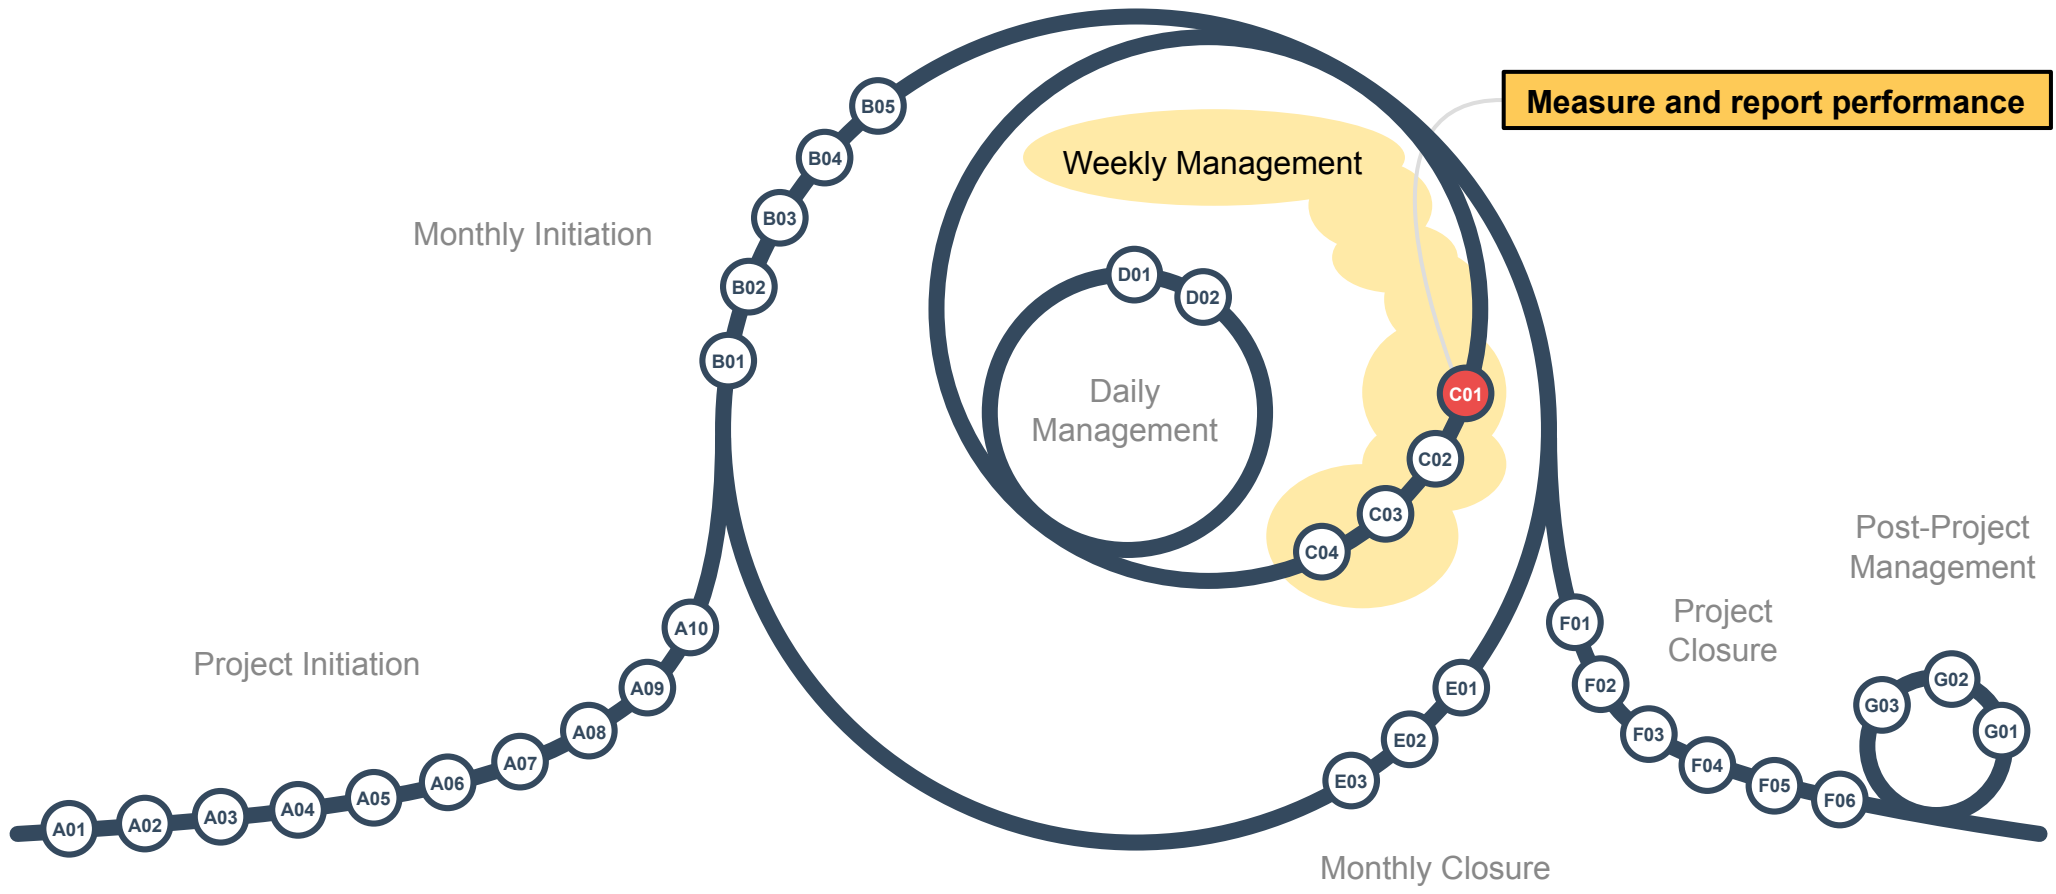 Measure and report performance
Weekly Management
Monthly Initiation
Daily
Management
Project Initiation
Post-Project
Management
Project
Closure
Monthly Closure
A01
A02
A03
A04
A05
A06
A07
A08
A09
A10
B01
B02
B03
B04
B05
C01
C02
C03
C04
D01
D02
E01
E02
E03
F01
F02
F03
F04
F05
F06
G01
G02
G03